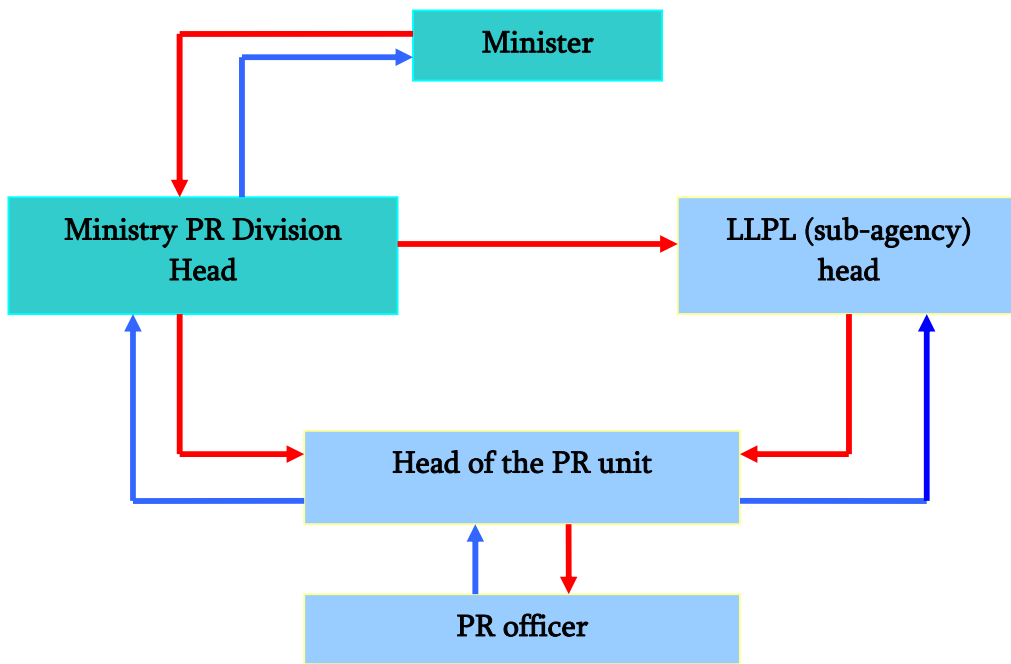 Minister
Ministry PR Division
Head
LLPL (sub-agency)
head
Head of the PR unit
PR officer